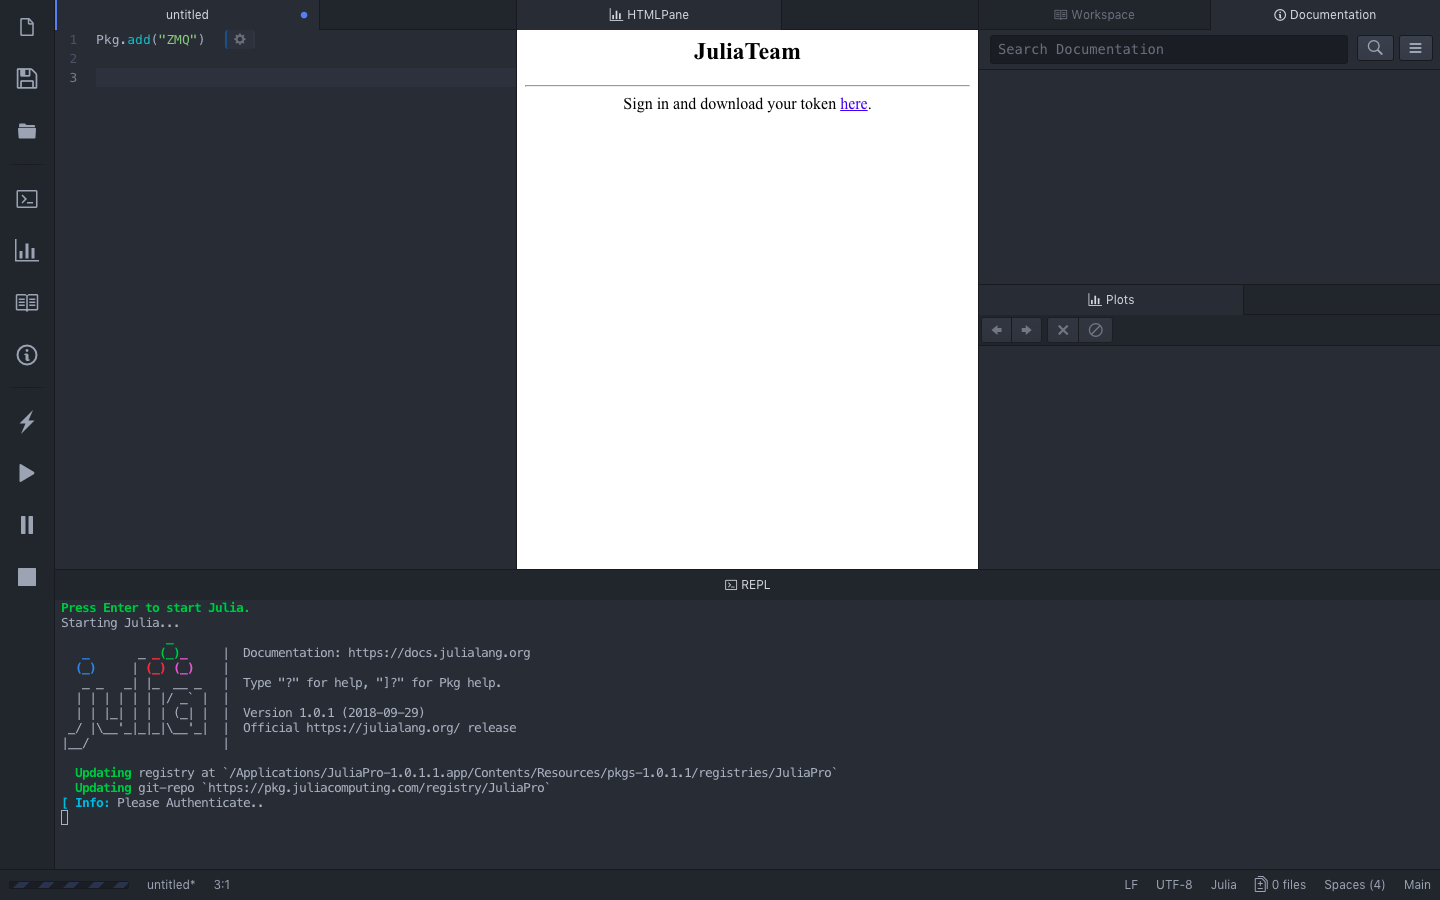 untitled
HTMLPane
Workspace
Documentation
1 Pkg.add("ZMQ")
2
3
JuliaTeam
Sign in and download your token here.
Search Documentation
Plots
REPL
Press Enter to start Julia.
Starting Julia...
| Documentation: https://docs.julialang.org
| Type "?" for help, "]?" for Pkg help.
| Version 1.0.1 (2018-09-29)
| Official https://julialang.org/ release
Updating registry at `/Applications/JuliaPro-1.0.1.1.app/Contents/Resources/pkgs-1.0.1.1/registries/JuliaPro`
Updating git-repo `https://pkg.juliacomputing.com/registry/JuliaPro`
[ Info: Please Authenticate..
untitled* 3:1 LF UTF-8 Julia 0 files Spaces (4) Main